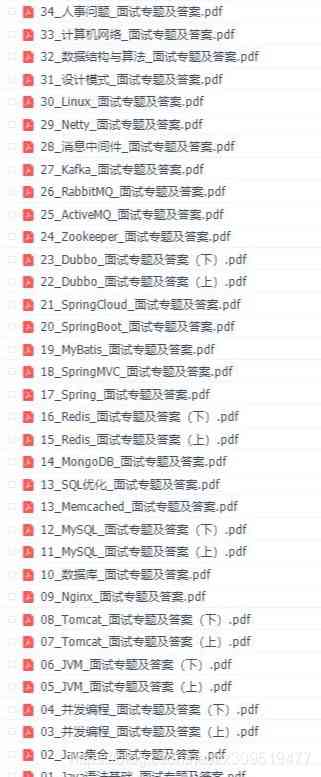 34_人事问题_面试专题及答案.pdf
33_计算机网络_面试专题及答案.pdf
32_数据结构与算法_面试专题及答案.pdf
31_设计模式_面试专题及答案.pdf
30_Linux_面试专题及答案.pdf
29_Netty_面试专题及答案.pdf
28_消息中间件_面试专题及答案.pdf
27_Kafka_面试专题及答案.pdf
26_RabbitMQ_面试专题及答案.pdf
25_ActiveMQ_面试专题及答案.pdf
24_Zookeeper_面试专题及答案.pdf
23_Dubbo_面试专题及答案（下）.pdf
22_Dubbo_面试专题及答案（上）.pdf
21_SpringCloud_面试专题及答案.pdf
20_SpringBoot_面试专题及答案.pdf
19_MyBatis_面试专题及答案.pdf
18_SpringMVC_面试专题及答案.pdf
17_Spring_面试专题及答案.pdf
16_Redis_面试专题及答案（下）.pdf
15_Redis_面试专题及答案（上）.pdf
14_MongoDB_面试专题及答案.pdf
13_SQL优化_面试专题及答案.pdf
13_Memcached_面试专题及答案.pdf
12_MySQL_面试专题及答案（下）.pdf
11_MySQL_面试专题及答案（上）.pdf
10_数据库_面试专题及答案.pdf
09_Nginx_面试专题及答案.pdf
08_Tomcat_面试专题及答案（下）.pdf
07_Tomcat_面试专题及答案（上）.pdf
06_JVM_面试专题及答案（下）.pdf
05_JVM_面试专题及答案（上）.pdf
04_并发编程_面试专题及答案（下）.pdf
03_并发编程_面试专题及答案（上）.pdf
02_Java集合_面试专题及答案.pdf
01_Java语法基础_面试专题及答案.pdf